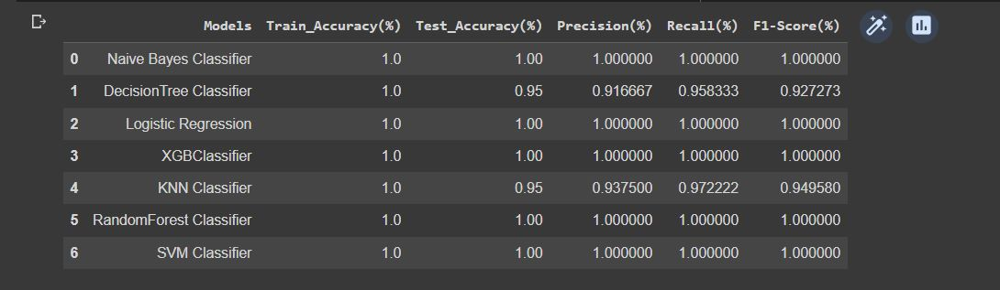 Models Train_Accuracy(%) Test_Accuracy(%) Precision(%) Recall(%) F1-Score(%)
0 Naive Bayes Classifier 1.0 1.00 1.000000 1.000000 1.000000
1 DecisionTree Classifier 1.0 0.95 0.916667 0.958333 0.927273
2 Logistic Regression 1.0 1.00 1.000000 1.000000 1.000000
3 XGBClassifier 1.0 1.00 1.000000 1.000000 1.000000
4 KNN Classifier 1.0 0.95 0.937500 0.972222 0.949580
5 RandomForest Classifier 1.0 1.00 1.000000 1.000000 1.000000
6 SVM Classifier 1.0 1.00 1.000000 1.000000 1.000000